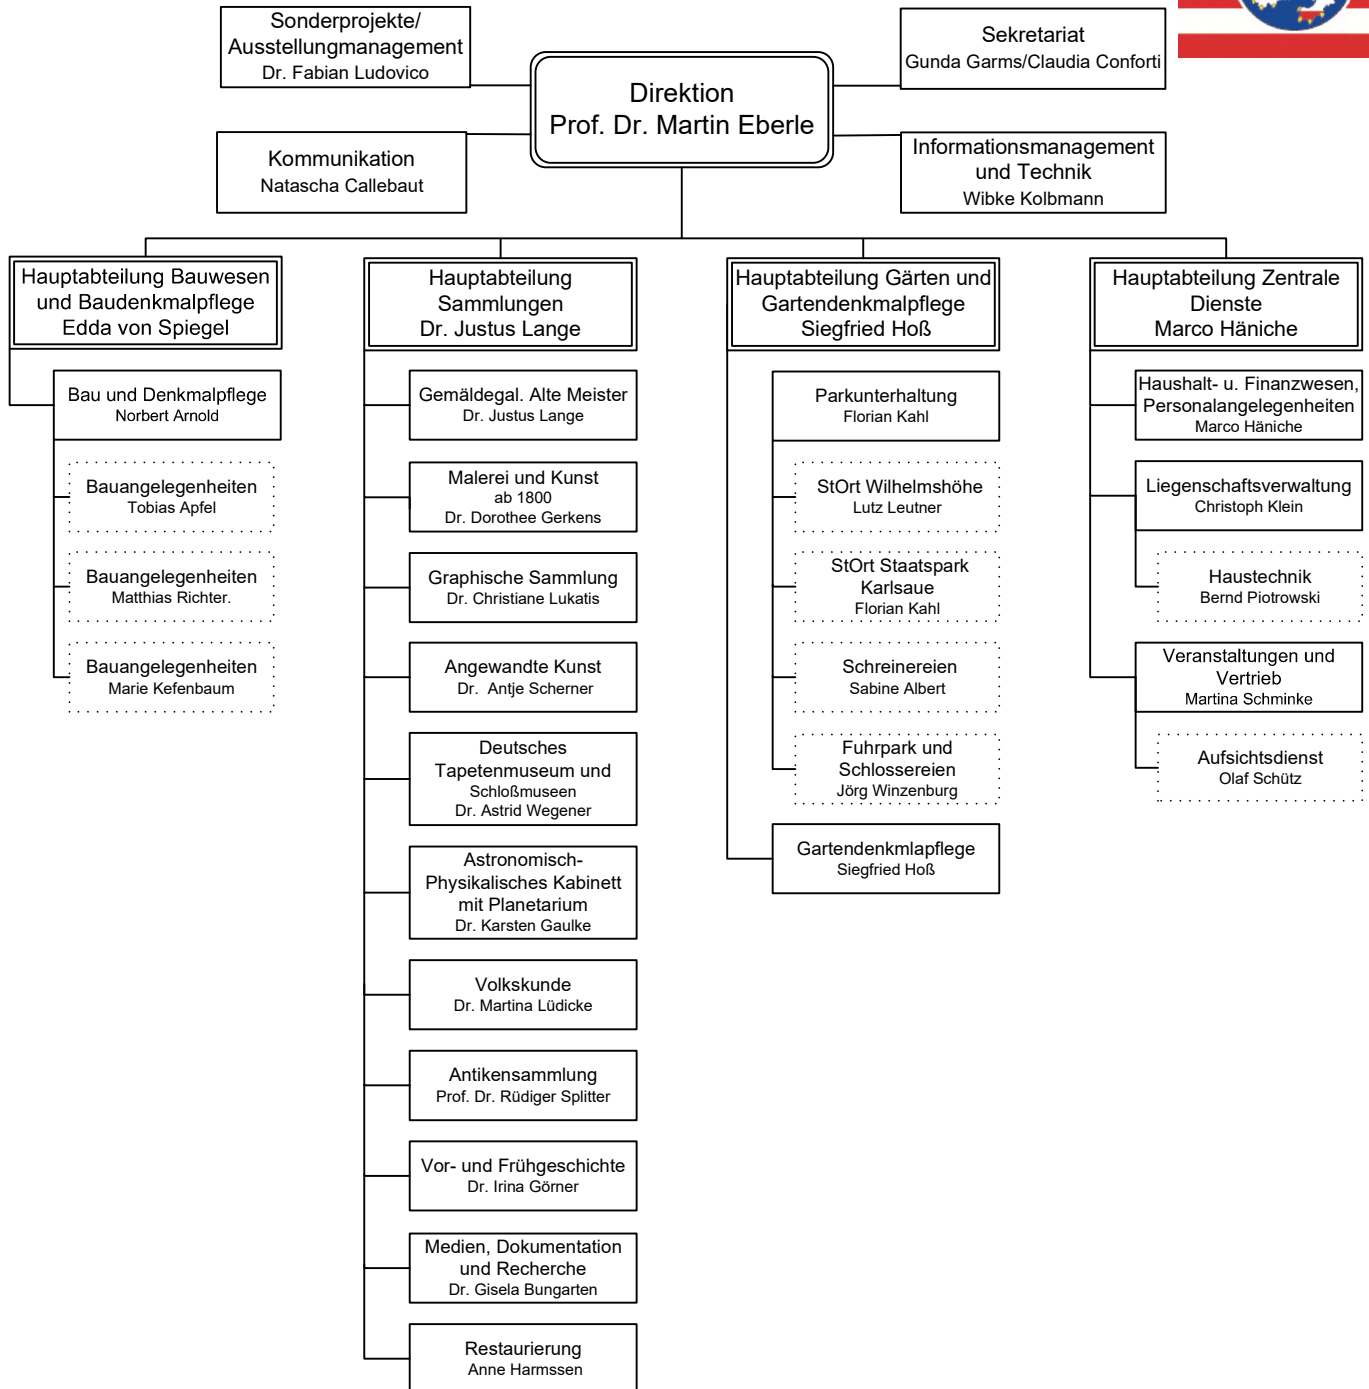 Sonderprojekte/
Ausstellungmanagement
Dr. Fabian Ludovico
Sekretariat
Gunda Garms/Claudia Conforti
Direktion
Prof. Dr. Martin Eberle
Kommunikation
Natascha Callebaut
Informationsmanagement
und Technik
Wibke Kolbmann
Hauptabteilung Bauwesen
und Baudenkmalpflege
Edda von Spiegel
Bau und Denkmalpflege
Norbert Arnold
Bauangelegenheiten
Tobias Apfel
Bauangelegenheiten
Matthias Richter.
Bauangelegenheiten
Marie Kefenbaum
Hauptabteilung
Sammlungen
Dr. Justus Lange
Gemäldegal. Alte Meister
Dr. Justus Lange
Malerei und Kunst
ab 1800
Dr. Dorothee Gerkens
Graphische Sammlung
Dr. Christiane Lukatis
Angewandte Kunst
Dr. Antje Scherner
Deutsches
Tapetenmuseum und
Schloßmuseen
Dr. Astrid Wegener
Astronomisch-
Physikalisches Kabinett
mit Planetarium
Dr. Karsten Gaulke
Volkskunde
Dr. Martina Lüdicke
Antikensammlung
Prof. Dr. Rüdiger Splitter
Vor- und Frühgeschichte
Dr. Irina Görner
Medien, Dokumentation
und Recherche
Dr. Gisela Bungarten
Restaurierung
Anne Harmssen
Hauptabteilung Gärten und
Gartendenkmalpflege
Siegfried Hoß
Parkunterhaltung
Florian Kahl
StOrt Wilhelmshöhe
Lutz Leutner
StOrt Staatspark
Karlsaue
Florian Kahl
Schreinereien
Sabine Albert
Fuhrpark und
Schlossereien
Jörg Winzenburg
Gartendenkmlapflege
Siegfried Hoß
Hauptabteilung Zentrale
Dienste
Marco Häniche
Haushalt- u. Finanzwesen,
Personalangelegenheiten
Marco Häniche
Liegenschaftsverwaltung
Christoph Klein
Haustechnik
Bernd Piotrowski
Veranstaltungen und
Vertrieb
Martina Schminke
Aufsichtsdienst
Olaf Schütz